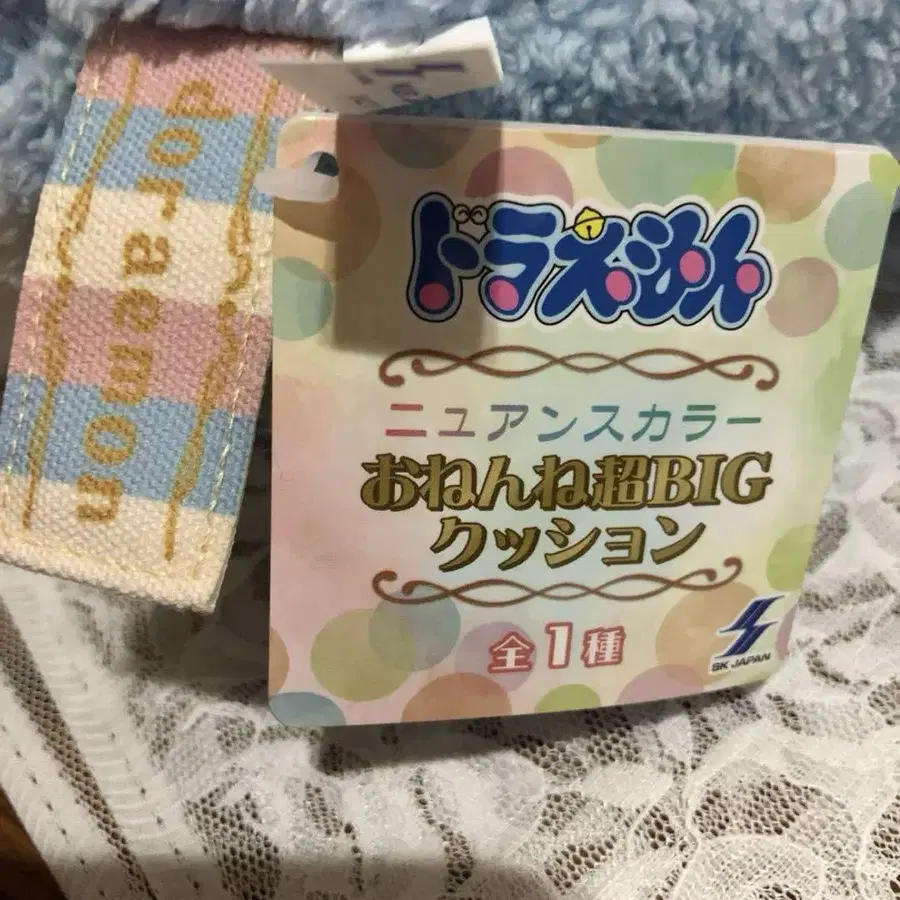 doraemon
ドラえもん
ニュアンスカラー
おねんね超BIG
クッション
全1種
SK JAPAN